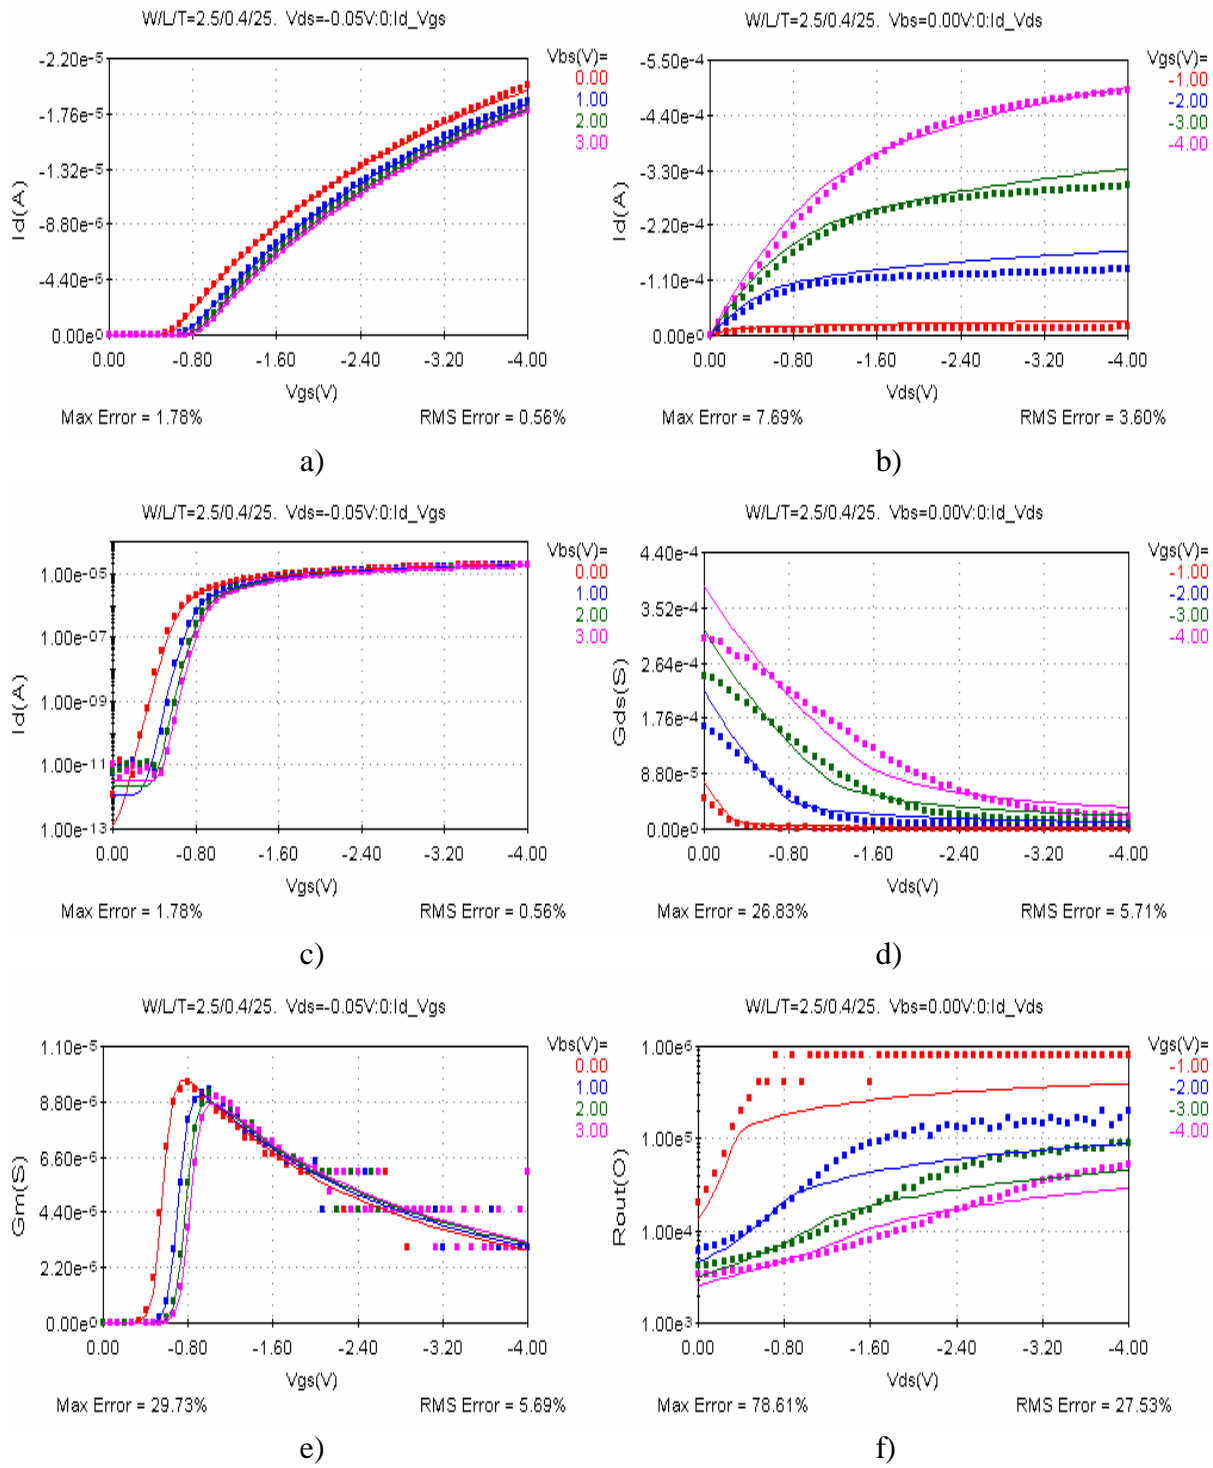 W/L/T=2.5/0.4/25. Vds=-0.05V:0:Id_Vgs
Vbs(V)=
0.00
1.00
2.00
3.00
-2.20e-5
-1.76e-5
-1.32e-5
-8.80e-6
-4.40e-6
0.00e0
Id(A)
0.00 -0.80 -1.60 -2.40 -3.20 -4.00
Vgs(V)
Max Error = 1.78% RMS Error = 0.56%
a)
W/L/T=2.5/0.4/25. Vbs=0.00V:0:Id_Vds
Vgs(V)=
-1.00
-2.00
-3.00
-4.00
-5.50e-4
-4.40e-4
-3.30e-4
-2.20e-4
-1.10e-4
0.00e0
Id(A)
0.00 -0.80 -1.60 -2.40 -3.20 -4.00
Vds(V)
Max Error = 7.69% RMS Error = 3.60%
b)
W/L/T=2.5/0.4/25. Vds=-0.05V:0:Id_Vgs
Vbs(V)=
0.00
1.00
2.00
3.00
1.00e-05
1.00e-07
1.00e-09
1.00e-11
1.00e-13
Id(A)
0.00 -0.80 -1.60 -2.40 -3.20 -4.00
Vgs(V)
Max Error = 1.78% RMS Error = 0.56%
c)
W/L/T=2.5/0.4/25. Vbs=0.00V:0:Id_Vds
Vgs(V)=
-1.00
-2.00
-3.00
-4.00
4.40e-4
3.52e-4
2.64e-4
1.76e-4
8.80e-5
0.00e0
Gds(S)
0.00 -0.80 -1.60 -2.40 -3.20 -4.00
Vds(V)
Max Error = 26.83% RMS Error = 5.71%
d)
W/L/T=2.5/0.4/25. Vds=-0.05V:0:Id_Vgs
Vbs(V)=
0.00
1.00
2.00
3.00
1.10e-5
8.80e-6
6.60e-6
4.40e-6
2.20e-6
0.00e0
Gm(S)
0.00 -0.80 -1.60 -2.40 -3.20 -4.00
Vgs(V)
Max Error = 29.73% RMS Error = 5.69%
e)
W/L/T=2.5/0.4/25. Vbs=0.00V:0:Id_Vds
Vgs(V)=
-1.00
-2.00
-3.00
-4.00
1.00e6
1.00e5
1.00e4
1.00e3
Rout(O)
0.00 -0.80 -1.60 -2.40 -3.20 -4.00
Vds(V)
Max Error = 78.61% RMS Error = 27.53%
f)